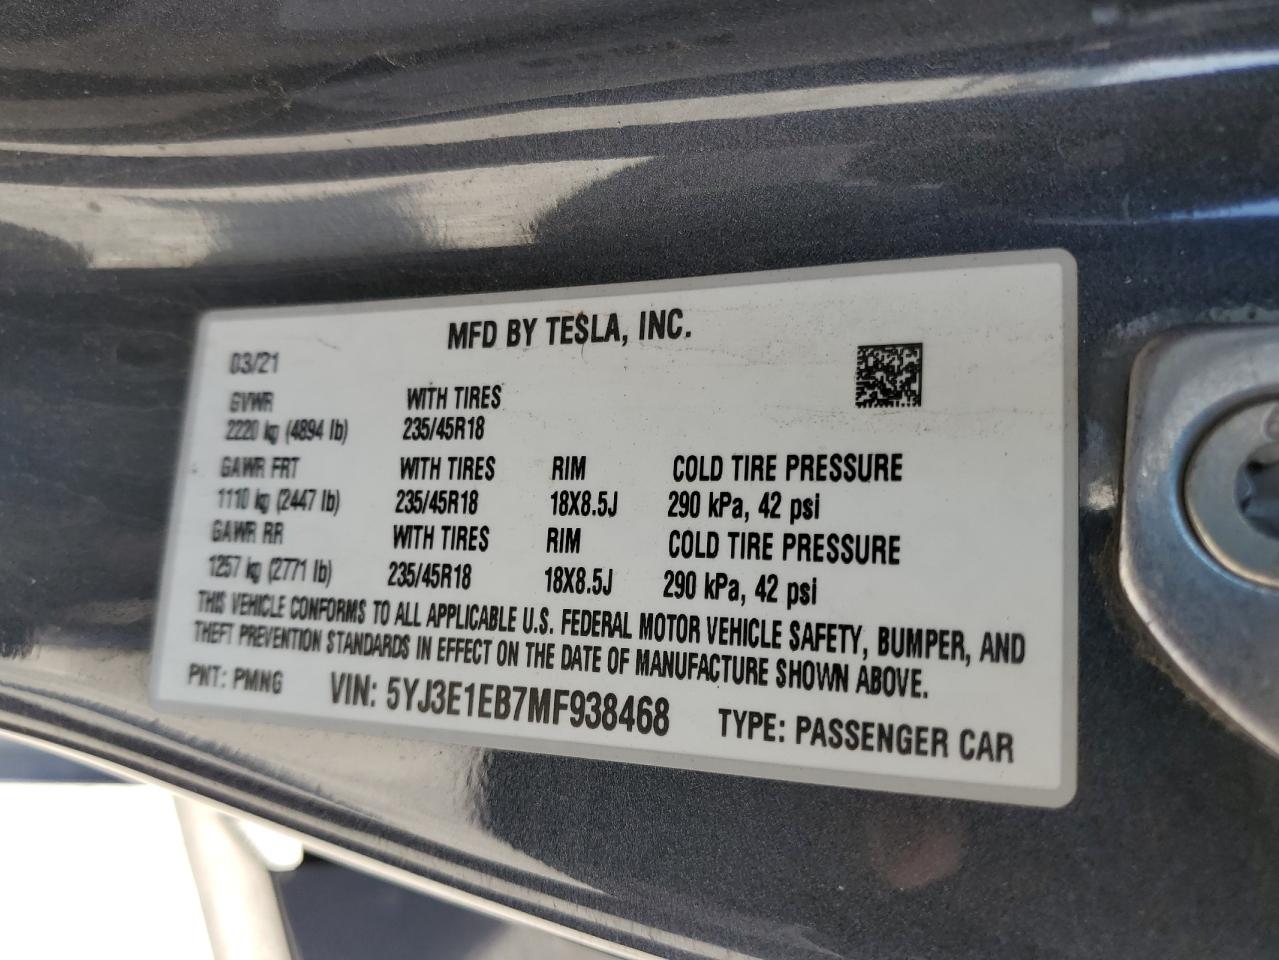 MFD BY TESLA, INC.
03/21
GVWR WITH TIRES
2220 kg (4894 lb) 235/45R18
GAWR FRT WITH TIRES RIM COLD TIRE PRESSURE
1110 kg (2447 lb) 235/45R18 18X8.5J 290 kPa, 42 psi
GAWR RR WITH TIRES RIM COLD TIRE PRESSURE
1257 kg (2771 lb) 235/45R18 18X8.5J 290 kPa, 42 psi
THIS VEHICLE CONFORMS TO ALL APPLICABLE U.S. FEDERAL MOTOR VEHICLE SAFETY, BUMPER, AND
THEFT PREVENTION STANDARDS IN EFFECT ON THE DATE OF MANUFACTURE SHOWN ABOVE.
PNT: PMNG VIN: 5YJ3E1EB7MF938468 TYPE: PASSENGER CAR